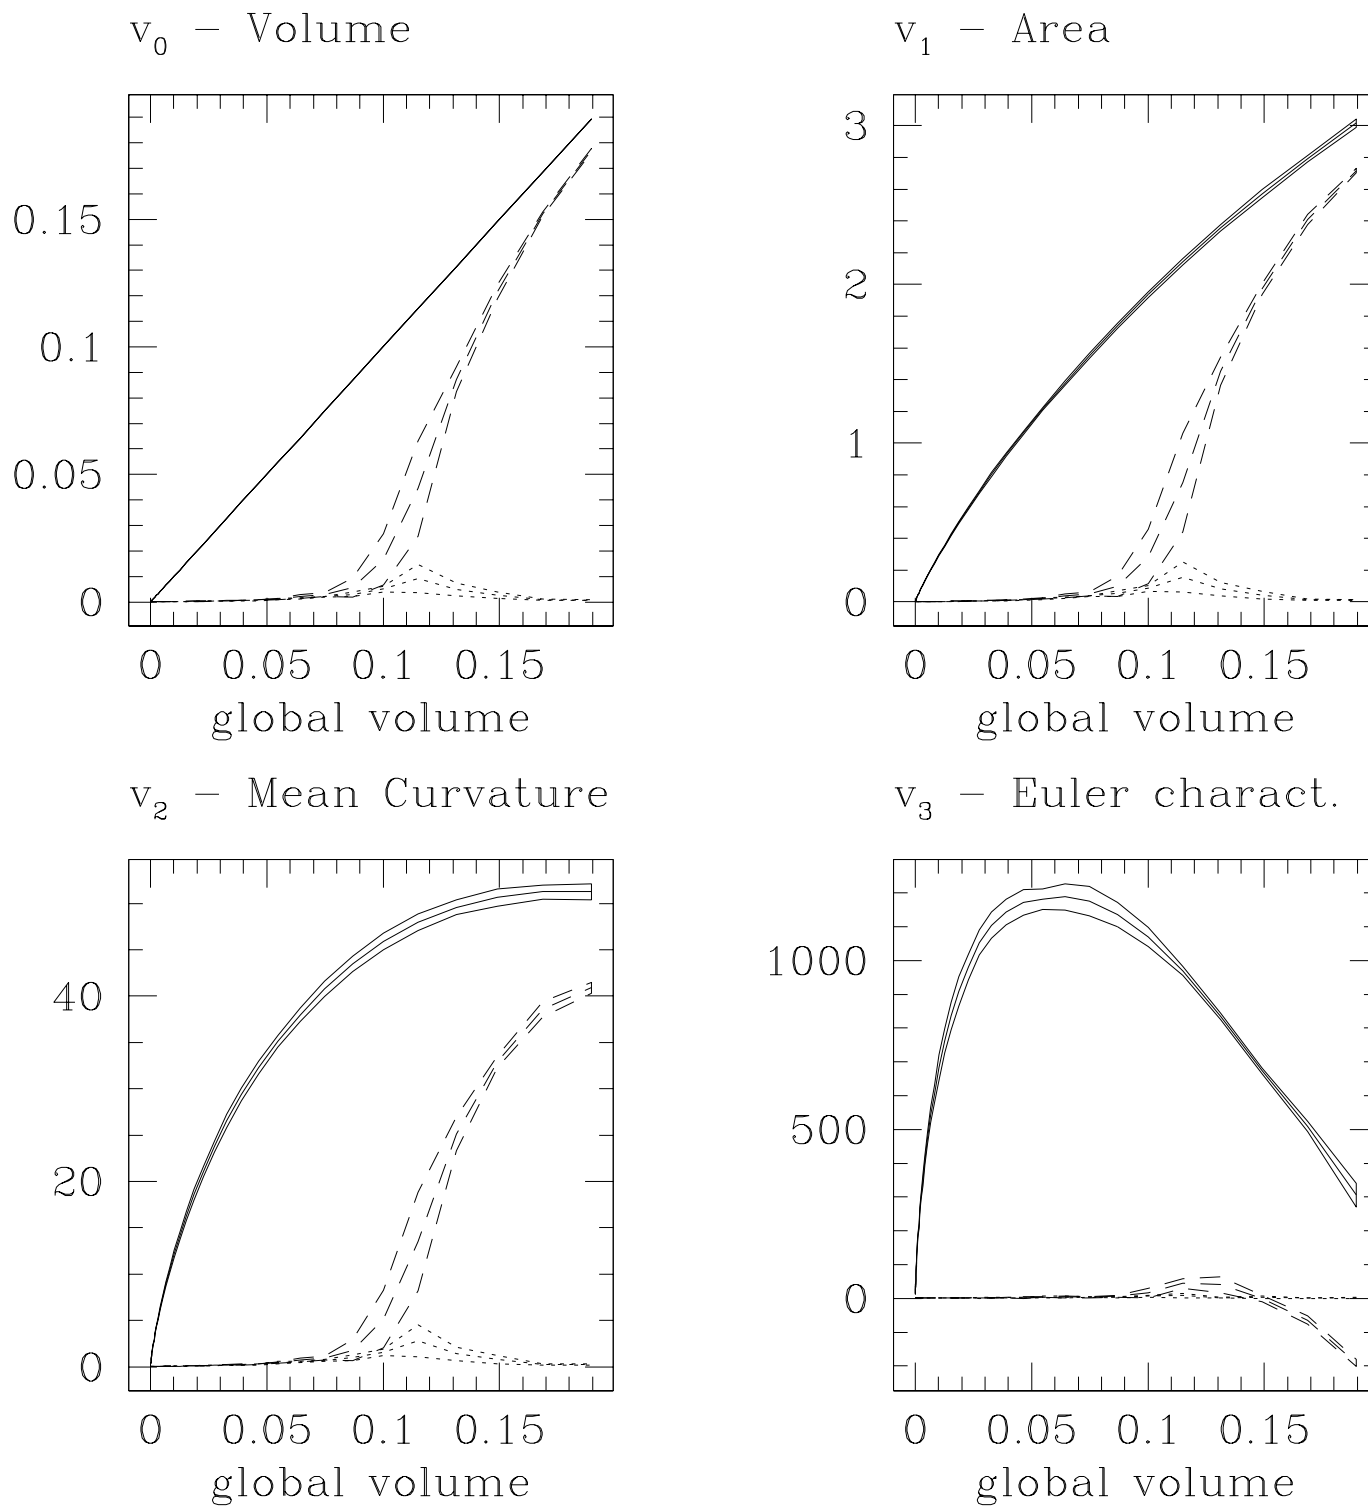 v0 – Volume
0.15
0.1
0.05
0
0 0.05 0.1 0.15
global volume
v1 – Area
3
2
1
0
0 0.05 0.1 0.15
global volume
v2 – Mean Curvature
40
20
0
0 0.05 0.1 0.15
global volume
v3 – Euler charact.
1000
500
0
0 0.05 0.1 0.15
global volume